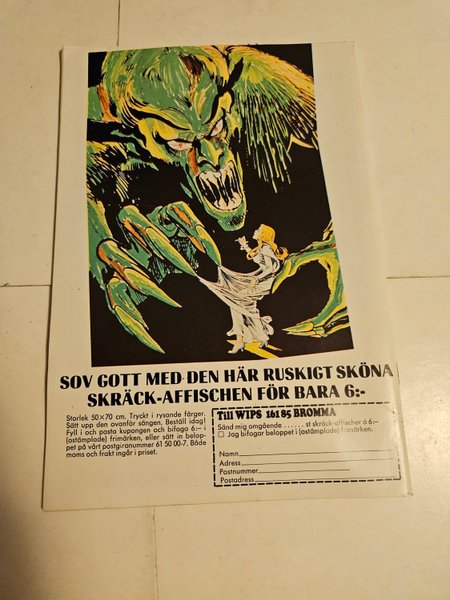 SOV GOTT MED DEN HÄR RUSKIGT SKÖNA
SKRÄCK-AFFISCHEN FÖR BARA 6:-
Storlek 50×70 cm. Tryckt i rysande färger.
Sätt upp den ovanför sängen. Beställ idag!
Fyll i och posta kupongen och bifoga 6:— i
(ostämplade) frimärken, eller sätt in belop-
pet på vårt postgiranummer 61 50 00-7. Både
moms och frakt ingår i priset.
Till WIPS 161 85 BROMMA
Sänd mig omgående ...... st skräck-affischer à 6:—
Jag bifogar beloppet i (ostämplade) frimärken.
Namn
Adress
Postnummer
Postadress